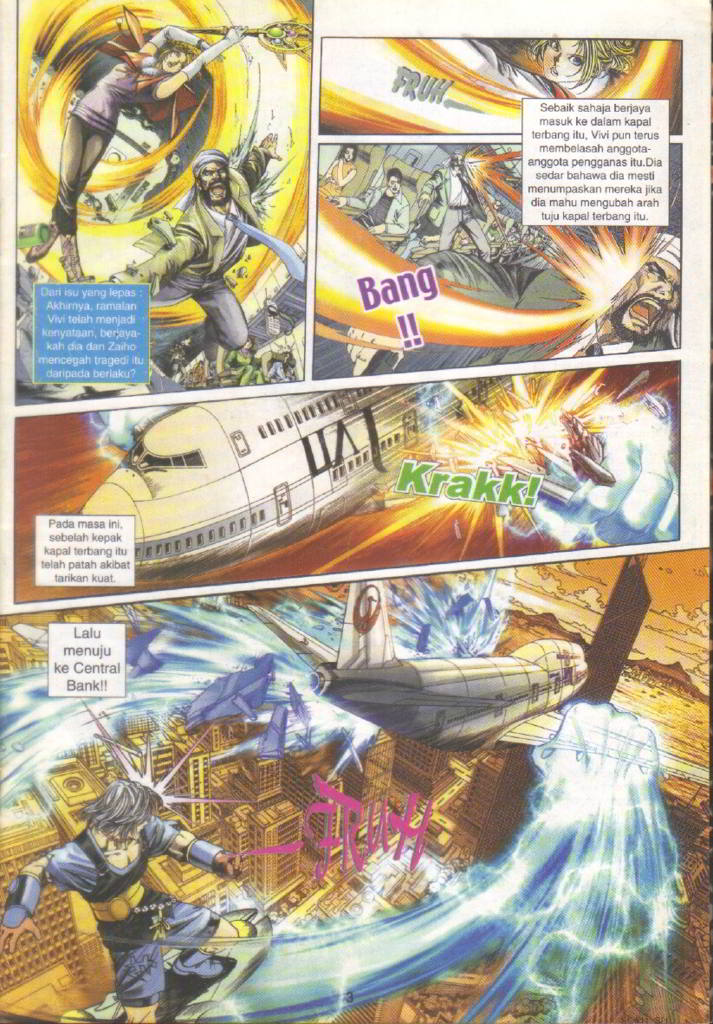 Dari isu yang lepas :
Akhirnya, ramalan
Vivi telah menjadi
kenyataan, berjaya-
kah dia dan Zaiho
mencegah tragedi itu
daripada berlaku?
FRUH
Sebaik sahaja berjaya
masuk ke dalam kapal
terbang itu, Vivi pun terus
membelasah anggota-
anggota pengganas itu.Dia
sedar bahawa dia mesti
menumpaskan mereka jika
dia mahu mengubah arah
tuju kapal terbang itu.
Bang
!!
Krakk!
Pada masa ini,
sebelah kepak
kapal terbang itu
telah patah akibat
tarikan kuat.
Lalu
menuju
ke Central
Bank!!
FRUH
3